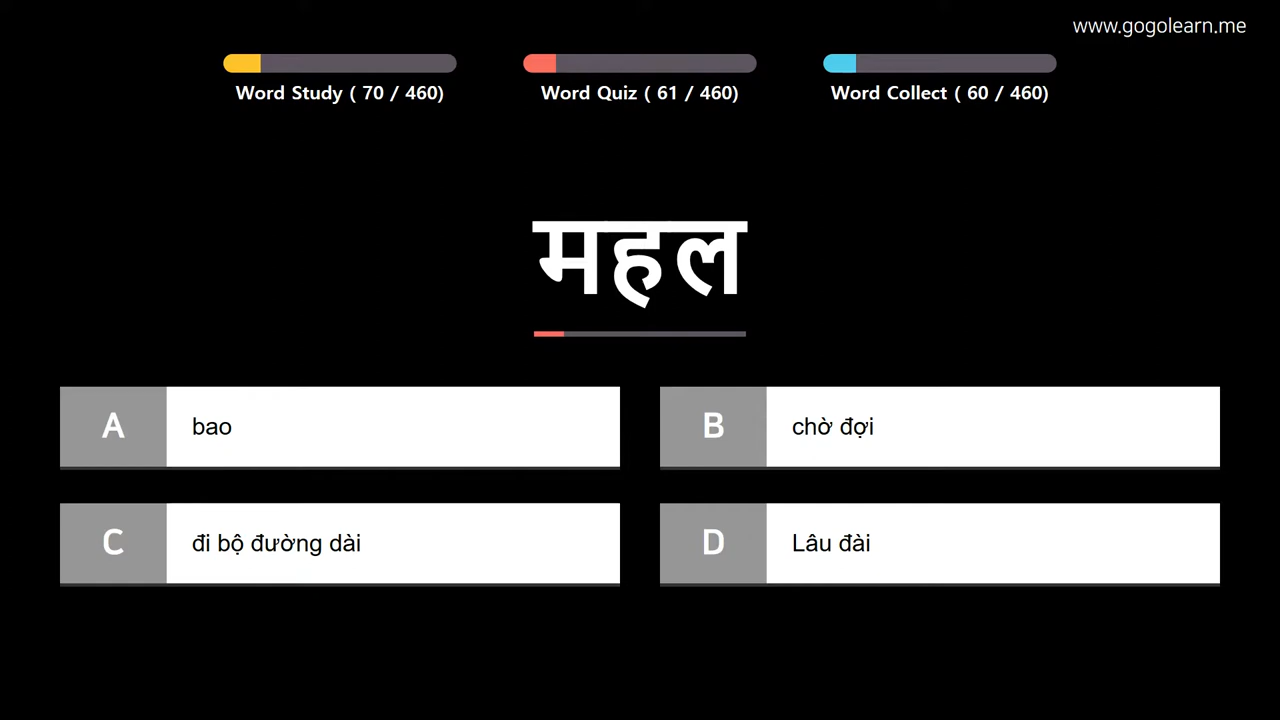 www.gogolearn.me
Word Study ( 70 / 460)
Word Quiz ( 61 / 460)
Word Collect ( 60 / 460)
महल
A bao
B chờ đợi
C đi bộ đường dài
D Lâu đài